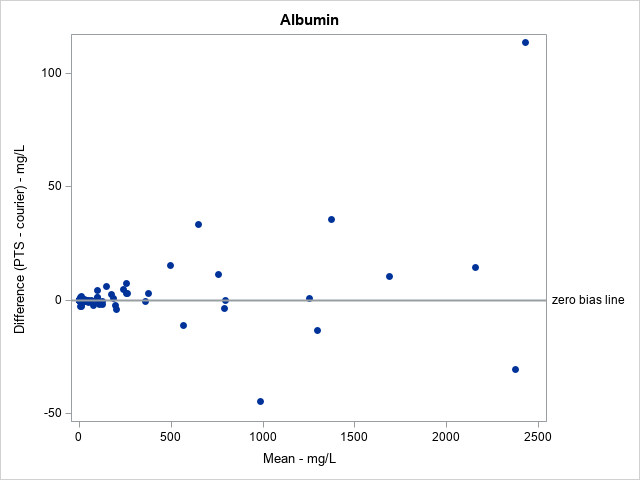 Albumin
Difference (PTS - courier) - mg/L
100
50
0
-50
zero bias line
0 500 1000 1500 2000 2500
Mean - mg/L